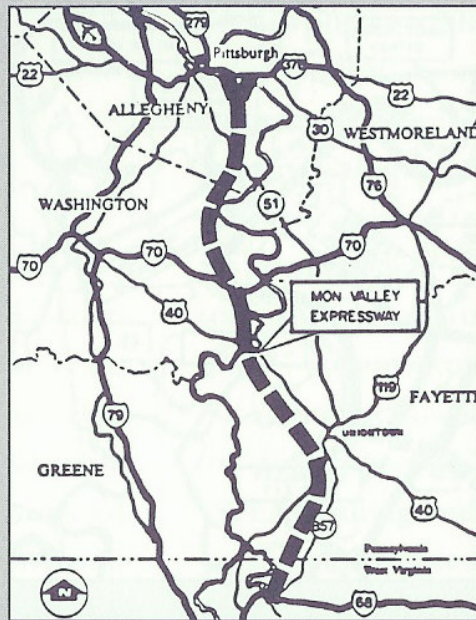 279
Pittsburgh
376
22
22
ALLEGHENY
30
WESTMORELAND
76
51
WASHINGTON
70
70
70
MON VALLEY
EXPRESSWAY
40
119
79
FAYETTE
UNIONTOWN
GREENE
40
857
Pennsylvania
West Virginia
N
68